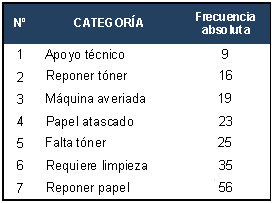 Nº CATEGORÍA Frecuencia absoluta
1 Apoyo técnico 9
2 Reponer tóner 16
3 Máquina averiada 19
4 Papel atascado 23
5 Falta tóner 25
6 Requiere limpieza 35
7 Reponer papel 56